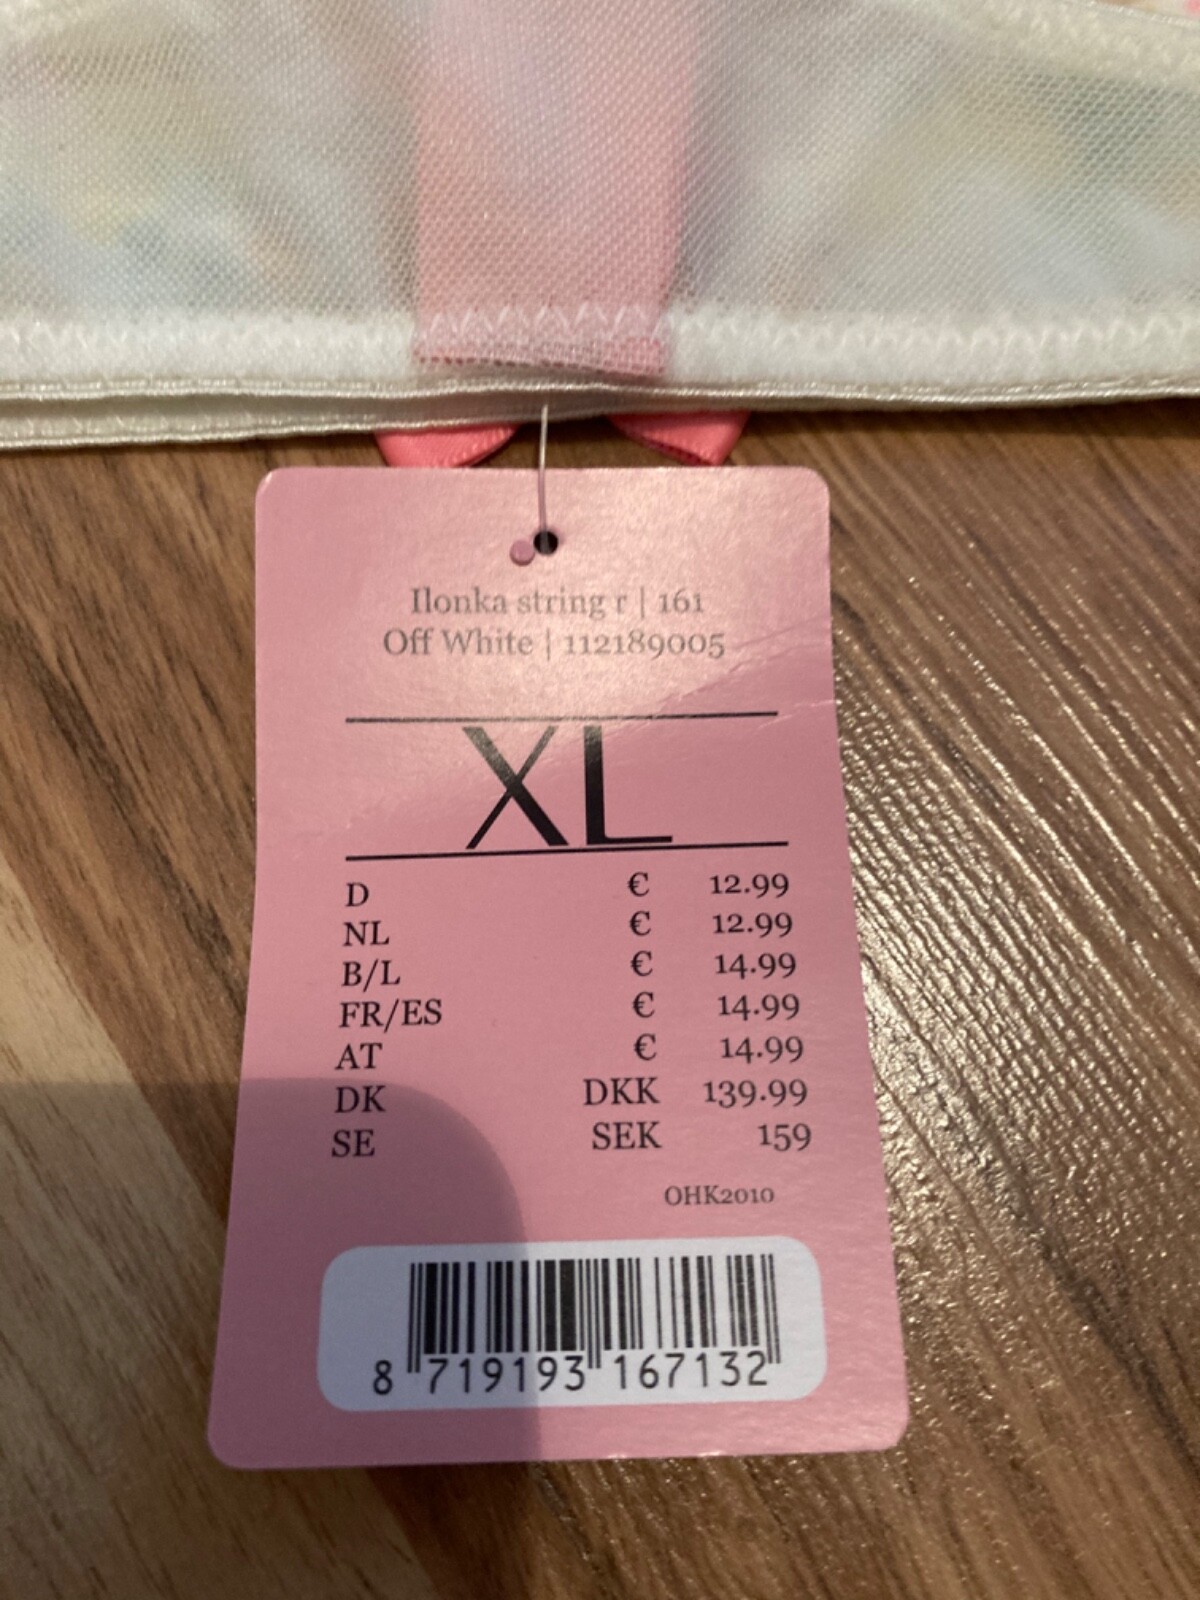 Ilonka string r | 161
Off White | 112189005
XL
D € 12.99
NL € 12.99
B/L € 14.99
FR/ES € 14.99
AT € 14.99
DK DKK 139.99
SE SEK 159
OHK2010
8 719193 167132